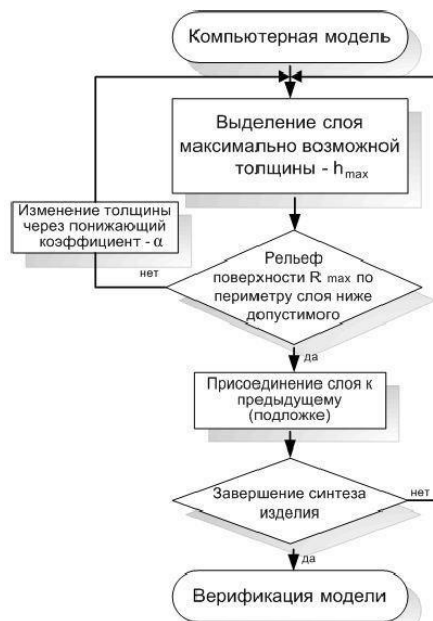 Компьютерная модель
Выделение слоя
максимально возможной
толщины - hmax
Изменение толщины
через понижающий
коэффициент - α
нет
Рельеф
поверхности R max по
периметру слоя ниже
допустимого
да
Присоединение слоя к
предыдущему
(подложке)
Завершение синтеза
изделия
нет
да
Верификация модели